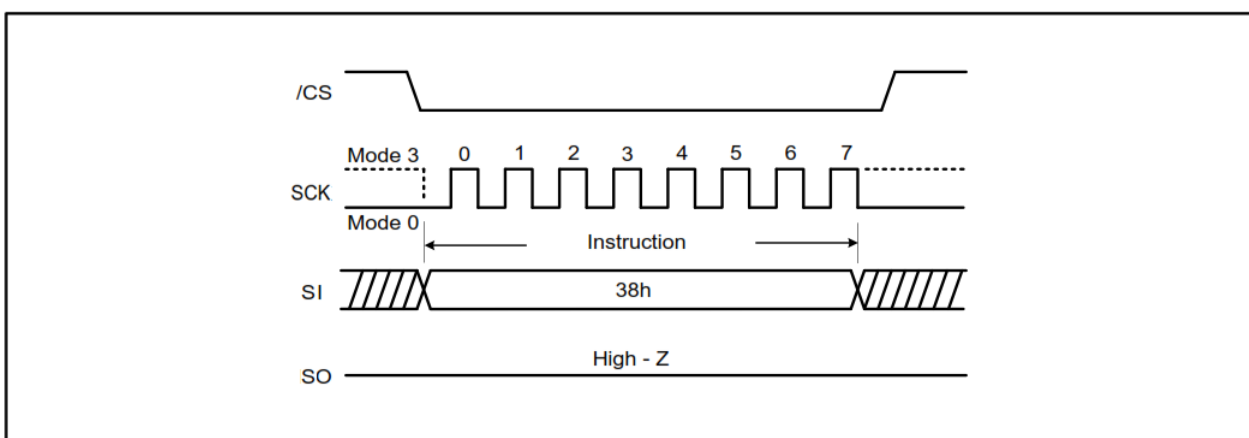 /CS
Mode 3 0 1 2 3 4 5 6 7
SCK
Mode 0
Instruction
SI 38h
High - Z
SO